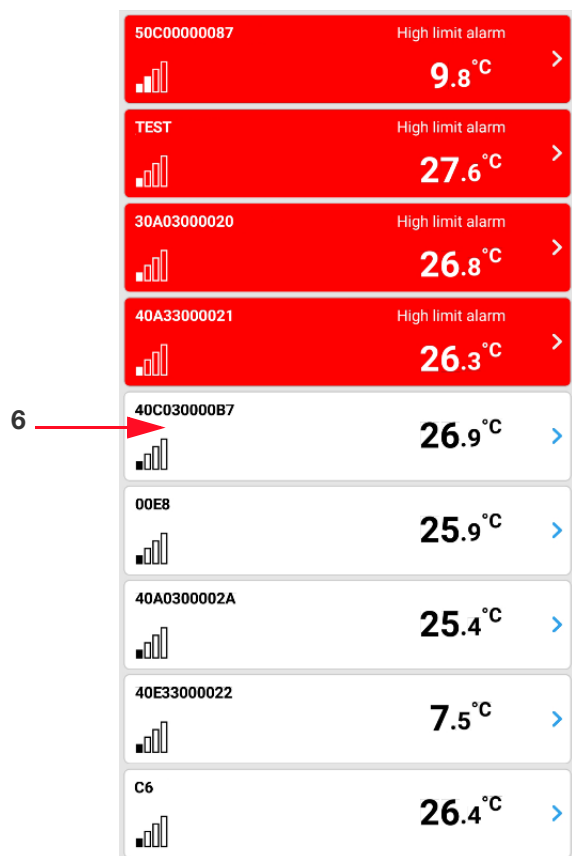 50C00000087 High limit alarm
9.8°C
TEST High limit alarm
27.6°C
30A03000020 High limit alarm
26.8°C
40A33000021 High limit alarm
26.3°C
6
40C030000B7
26.9°C
00E8
25.9°C
40A0300002A
25.4°C
40E33000022
7.5°C
C6
26.4°C